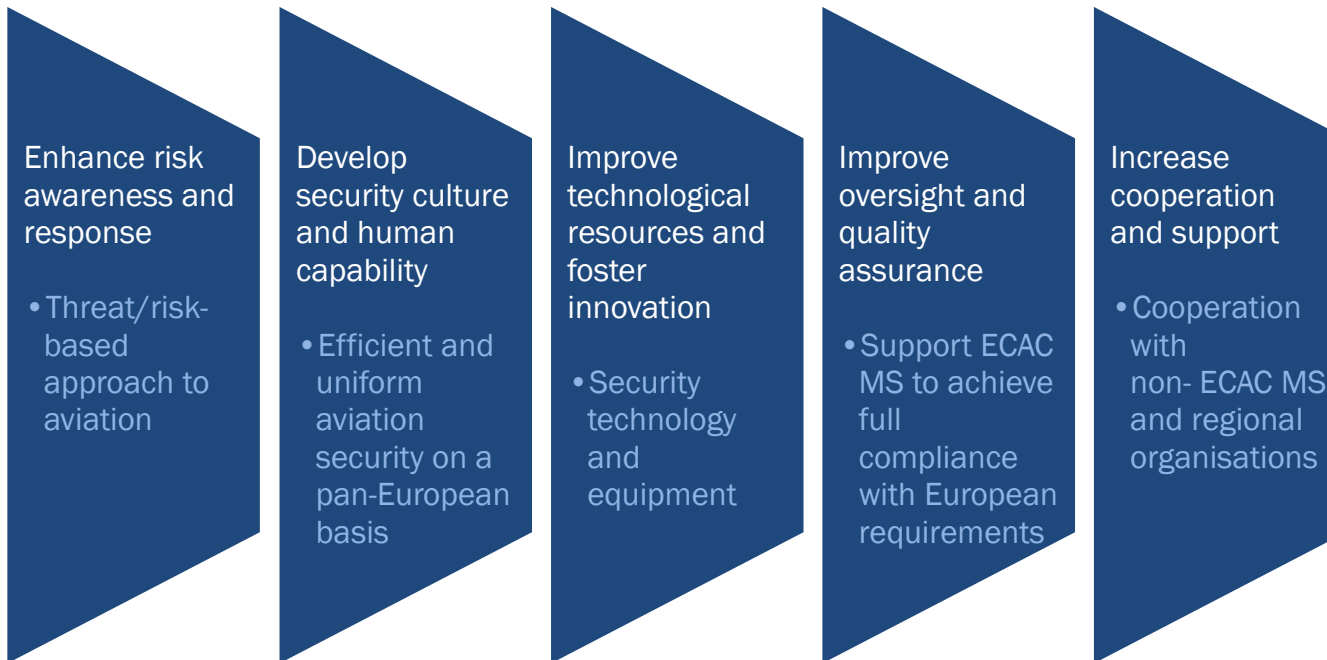 Enhance risk
awareness and
response
•Threat/risk-
based
approach to
aviation
Develop
security culture
and human
capability
•Efficient and
uniform
aviation
security on a
pan-European
basis
Improve
technological
resources and
foster
innovation
•Security
technology
and
equipment
Improve
oversight and
quality
assurance
•Support ECAC
MS to achieve
full
compliance
with European
requirements
Increase
cooperation
and support
•Cooperation
with
non- ECAC MS
and regional
organisations